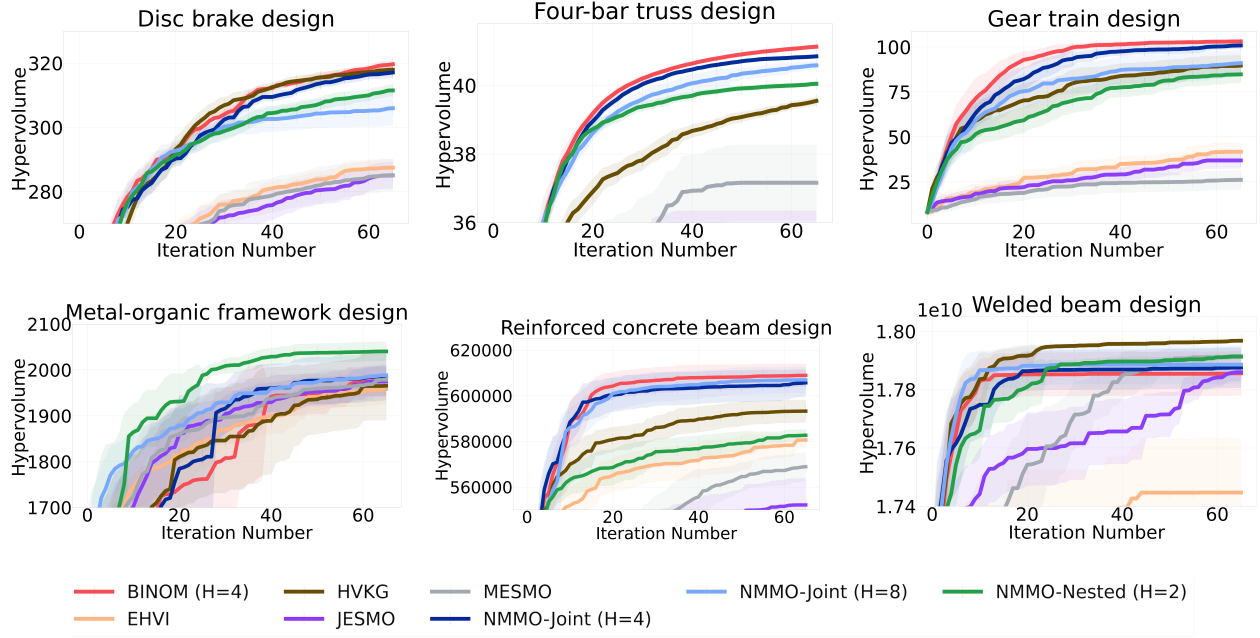 Disc brake design
Four-bar truss design
Gear train design
Hypervolume
320
300
280
0
20
40
60
Iteration Number
Hypervolume
40
38
36
0
20
40
60
Iteration Number
Hypervolume
100
75
50
25
0
20
40
60
Iteration Number
Metal-organic framework design
Reinforced concrete beam design
Welded beam design
Hypervolume
2100
2000
1900
1800
1700
0
20
40
60
Iteration Number
Hypervolume
620000
600000
580000
560000
0
20
40
60
Iteration Number
1e10
Hypervolume
1.80
1.78
1.76
1.74
0
20
40
60
Iteration Number
BINOM (H=4)
HVKG
MESMO
NMMO-Joint (H=8)
NMMO-Nested (H=2)
EHVI
JESMO
NMMO-Joint (H=4)